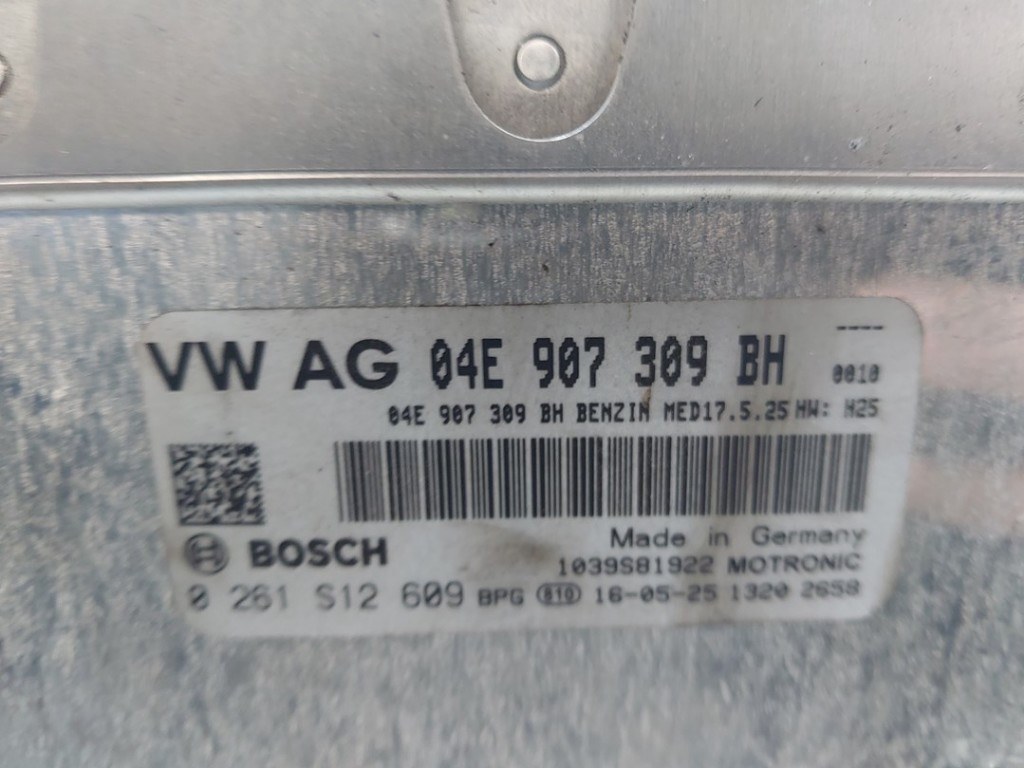 ----
VW AG 04E 907 309 BH 0010
04E 907 309 BH BENZIN MED17.5.25 HW: H25
BOSCH
Made in Germany
1039S81922 MOTRONIC
0 261 S12 609 BPG 810 16-05-25 1320 2658